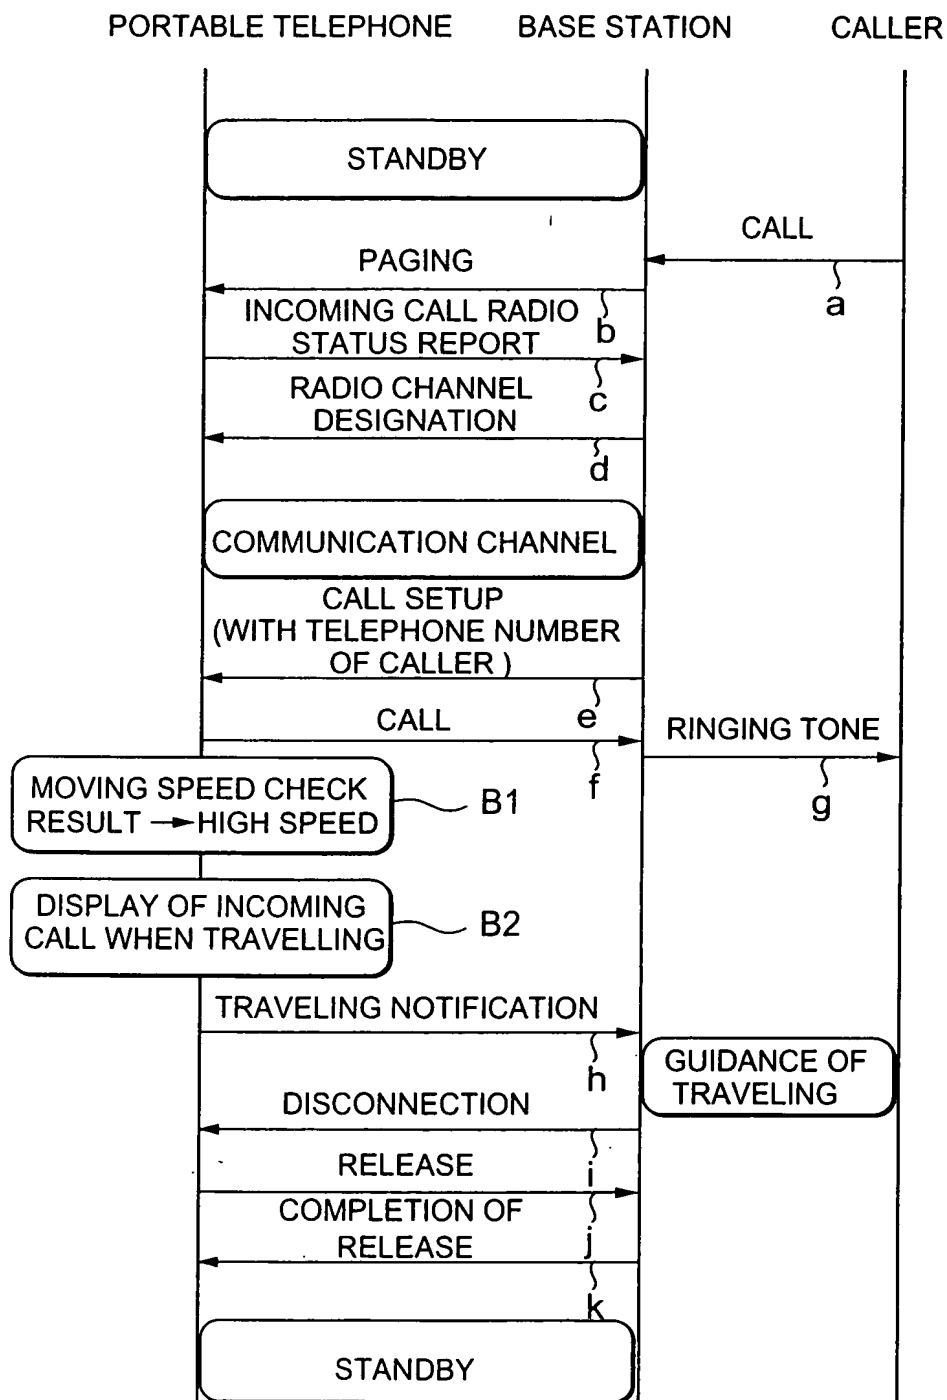 PORTABLE TELEPHONE BASE STATION CALLER
STANDBY
CALL
a
PAGING
b
INCOMING CALL RADIO
STATUS REPORT
c
RADIO CHANNEL
DESIGNATION
d
COMMUNICATION CHANNEL
CALL SETUP
(WITH TELEPHONE NUMBER
OF CALLER )
e
CALL
f
RINGING TONE
g
MOVING SPEED CHECK
RESULT → HIGH SPEED
B1
DISPLAY OF INCOMING
CALL WHEN TRAVELLING
B2
TRAVELING NOTIFICATION
h
GUIDANCE OF
TRAVELING
DISCONNECTION
i
RELEASE
j
COMPLETION OF
RELEASE
k
STANDBY